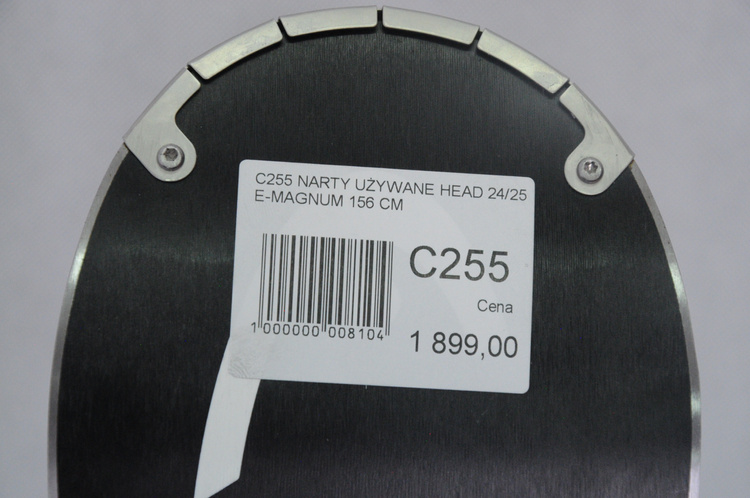 C255 NARTY UŻYWANE HEAD 24/25
E-MAGNUM 156 CM
C255
Cena
1 000000 008104
1 899,00